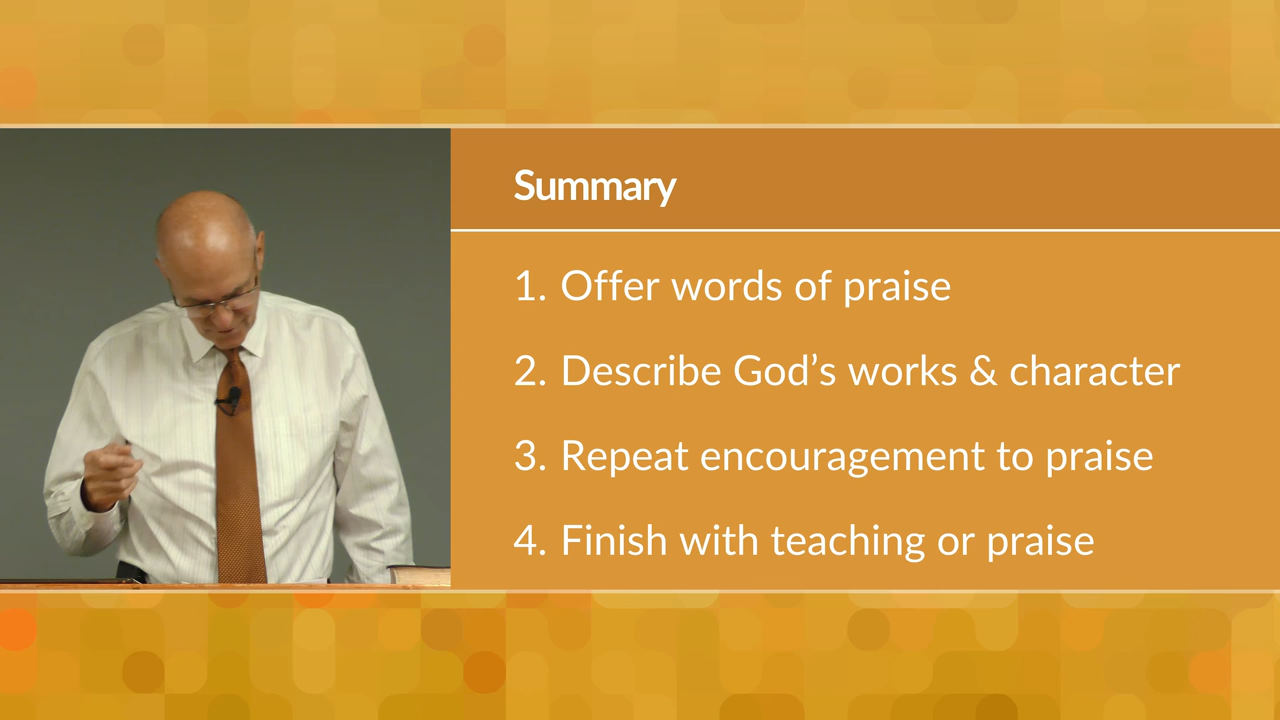 Summary
1. Offer words of praise
2. Describe God’s works & character
3. Repeat encouragement to praise
4. Finish with teaching or praise